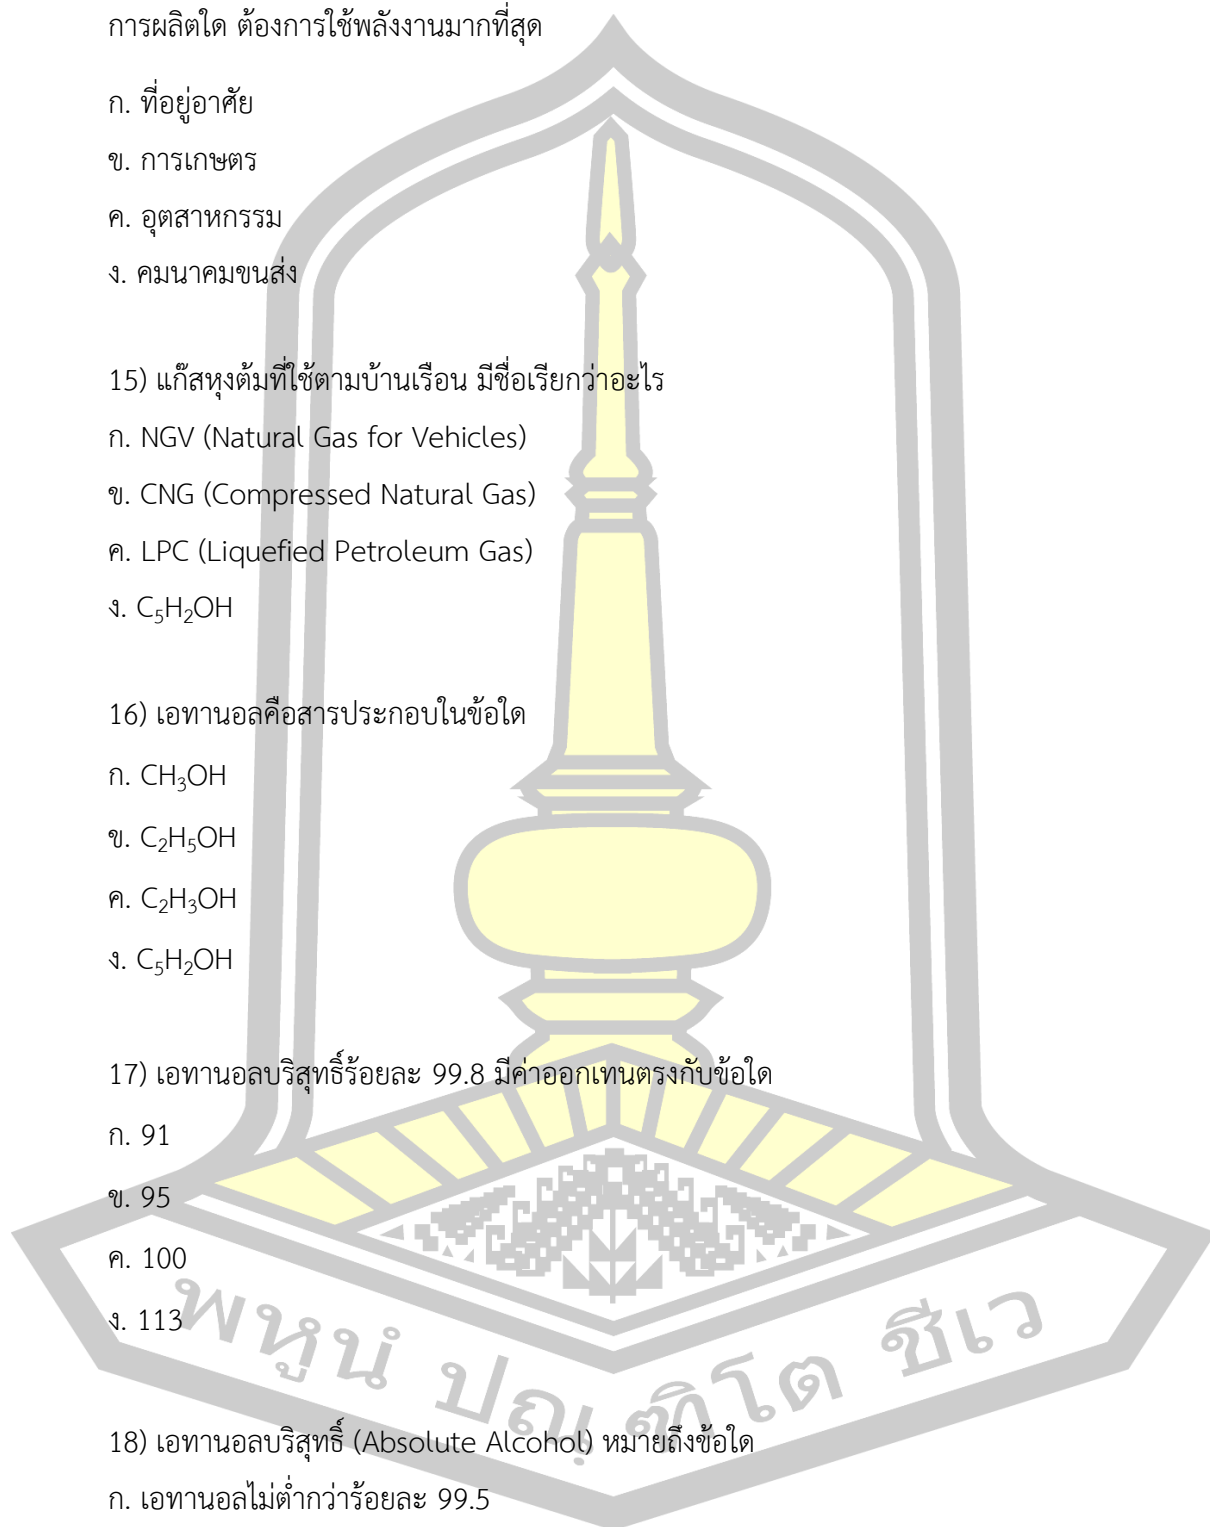 การผลิตใด ต้องการใช้พลังงานมากที่สุด
ก. ที่อยู่อาศัย
ข. การเกษตร
ค. อุตสาหกรรม
ง. คมนาคมขนส่ง
15) แก๊สหุงต้มที่ใช้ตามบ้านเรือน มีชื่อเรียกว่าอะไร
ก. NGV (Natural Gas for Vehicles)
ข. CNG (Compressed Natural Gas)
ค. LPC (Liquefied Petroleum Gas)
ง. C₅H₂OH
16) เอทานอลคือสารประกอบในข้อใด
ก. CH₃OH
ข. C₂H₅OH
ค. C₂H₃OH
ง. C₅H₂OH
17) เอทานอลบริสุทธิ์ร้อยละ 99.8 มีค่าออกเทนตรงกับข้อใด
ก. 91
ข. 95
ค. 100
ง. 113
พหูนํ ปณฺฑิโต ชีเว
18) เอทานอลบริสุทธิ์ (Absolute Alcohol) หมายถึงข้อใด
ก. เอทานอลไม่ต่ำกว่าร้อยละ 99.5